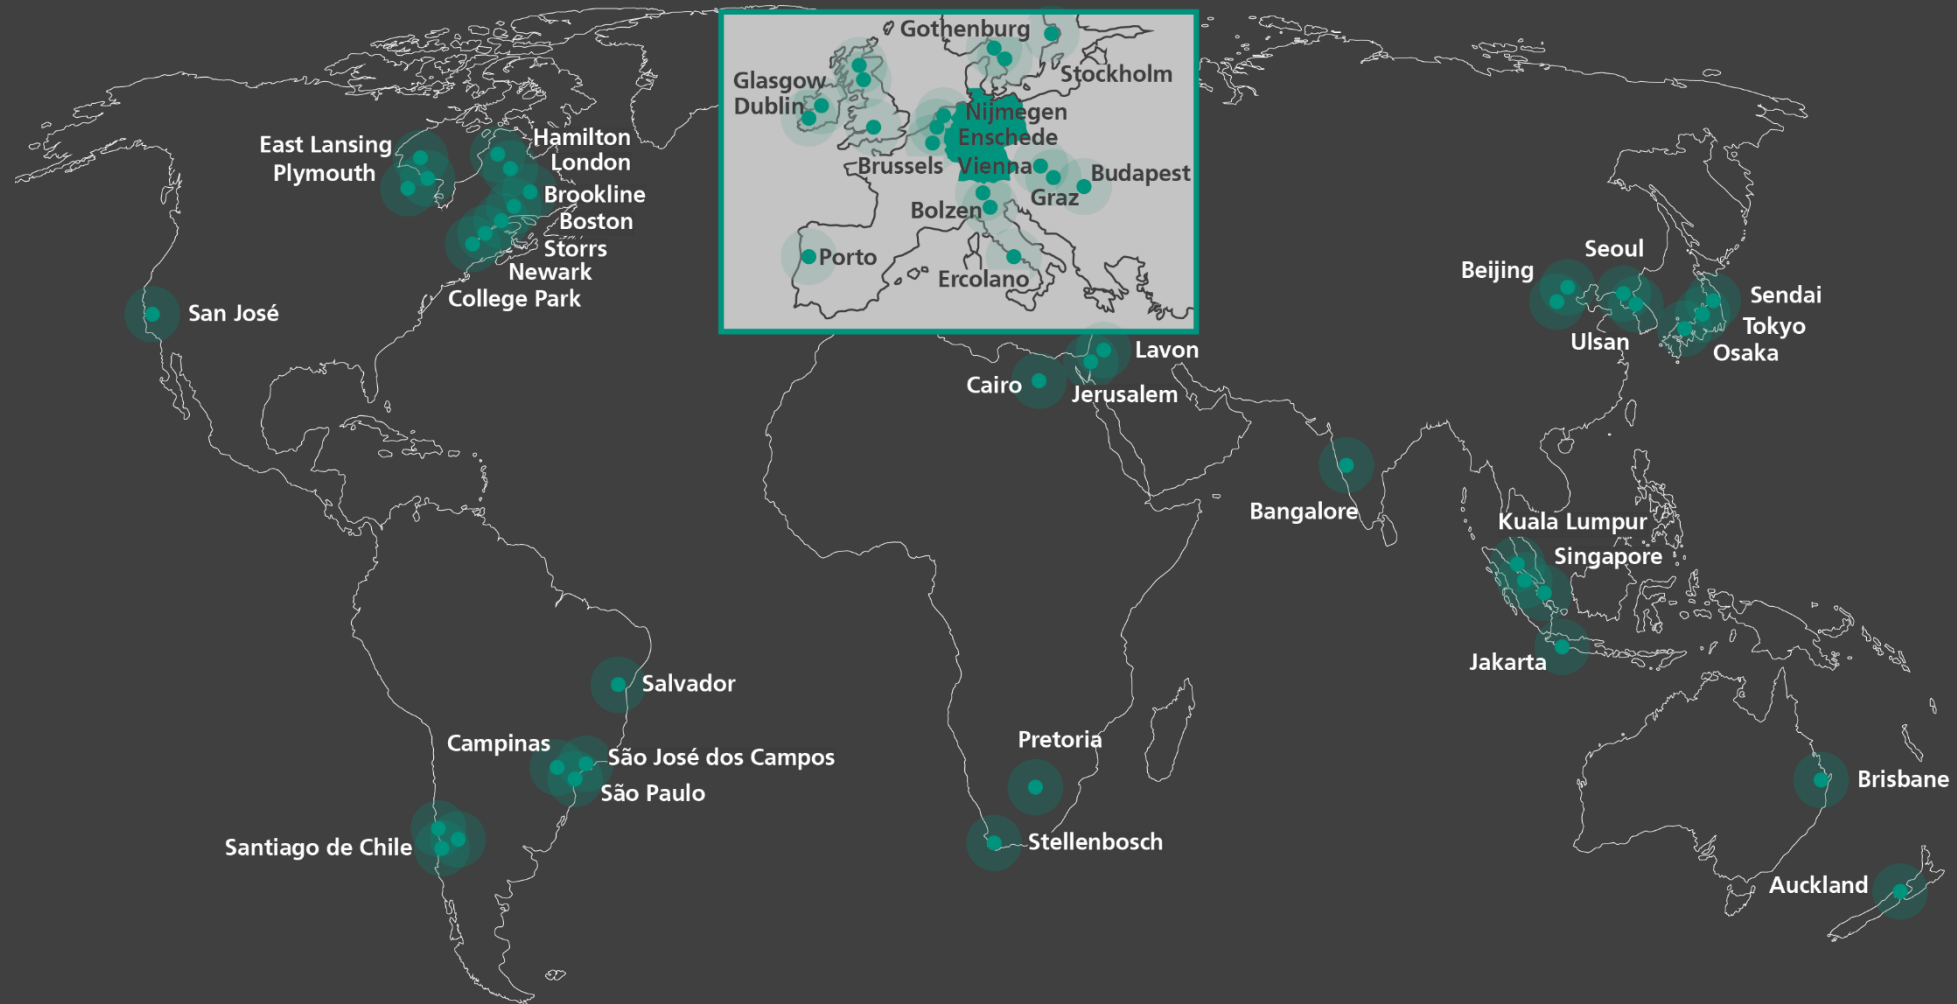 Gothenburg
Stockholm
Glasgow
Dublin
Nijmegen
Enschede
Brussels
Vienna
Budapest
Graz
Bolzen
Porto
Ercolano
East Lansing
Plymouth
Hamilton
London
Brookline
Boston
Storrs
Newark
College Park
San José
Lavon
Cairo
Jerusalem
Seoul
Beijing
Sendai
Tokyo
Osaka
Ulsan
Bangalore
Kuala Lumpur
Singapore
Jakarta
Salvador
Campinas
São José dos Campos
São Paulo
Santiago de Chile
Pretoria
Stellenbosch
Brisbane
Auckland